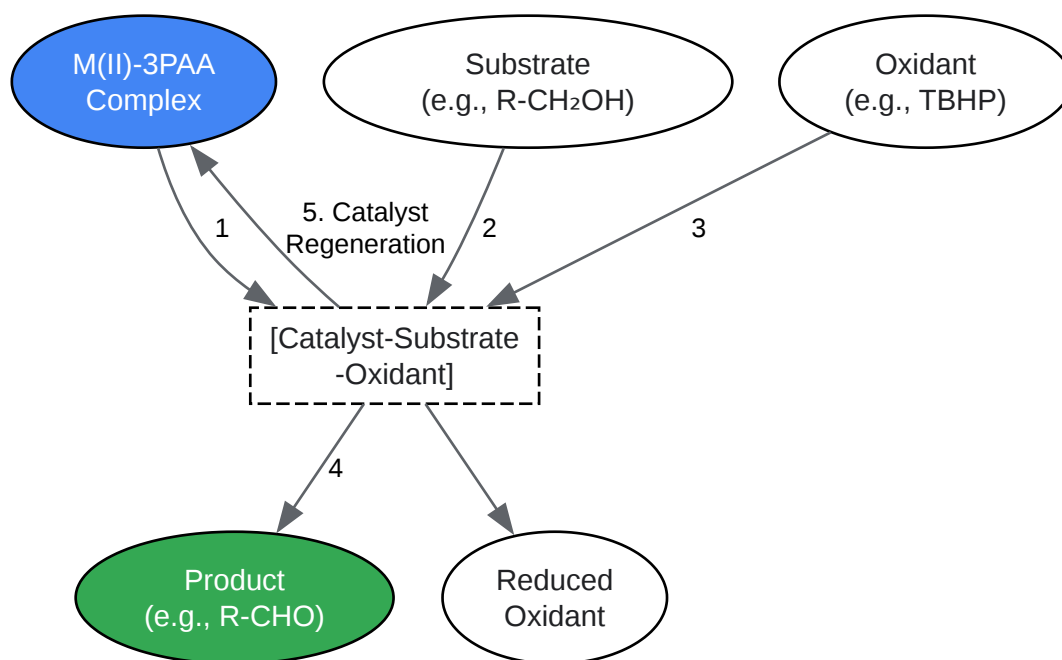 M(II)-3PAA
Complex
Substrate
(e.g., R-CH₂OH)
Oxidant
(e.g., TBHP)
1
5. Catalyst
Regeneration
2
3
[Catalyst-Substrate
-Oxidant]
4
Product
(e.g., R-CHO)
Reduced
Oxidant